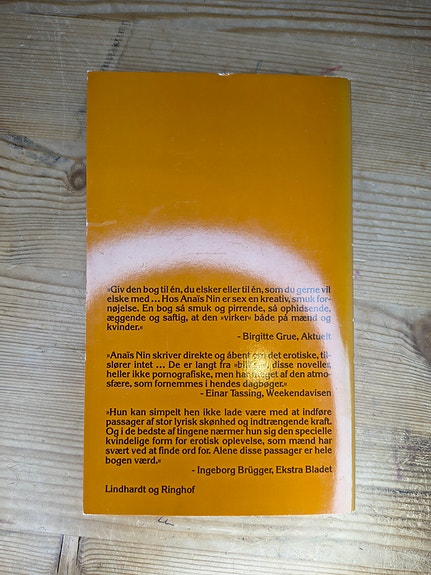 »Giv den bog til én, du elsker eller til én, som du gerne vil
elske med ... Hos Anaïs Nin er sex en kreativ, smuk for-
nøjelse. En bog så smuk og pirrende, så ophidsende,
æggende og saftig, at den »virker« både på mænd og
kvinder.«
- Birgitte Grue, Aktuelt
»Anaïs Nin skriver direkte og åbent om det erotiske, til-
slører intet ... De er langt fra disse noveller,
heller ikke pornografiske, men har af den atmo-
sfære, som fornemmes i hendes dagbøger.«
- Einar Tassing, Weekendavisen
»Hun kan simpelt hen ikke lade være med at indføre
passager af stor lyrisk skønhed og indtrængende kraft.
Og i de bedste af tingene nærmer hun sig den specielle
kvindelige form for erotisk oplevelse, som mænd har
svært ved at finde ord for. Alene disse passager er hele
bogen værd.«
- Ingeborg Brügger, Ekstra Bladet
Lindhardt og Ringhof